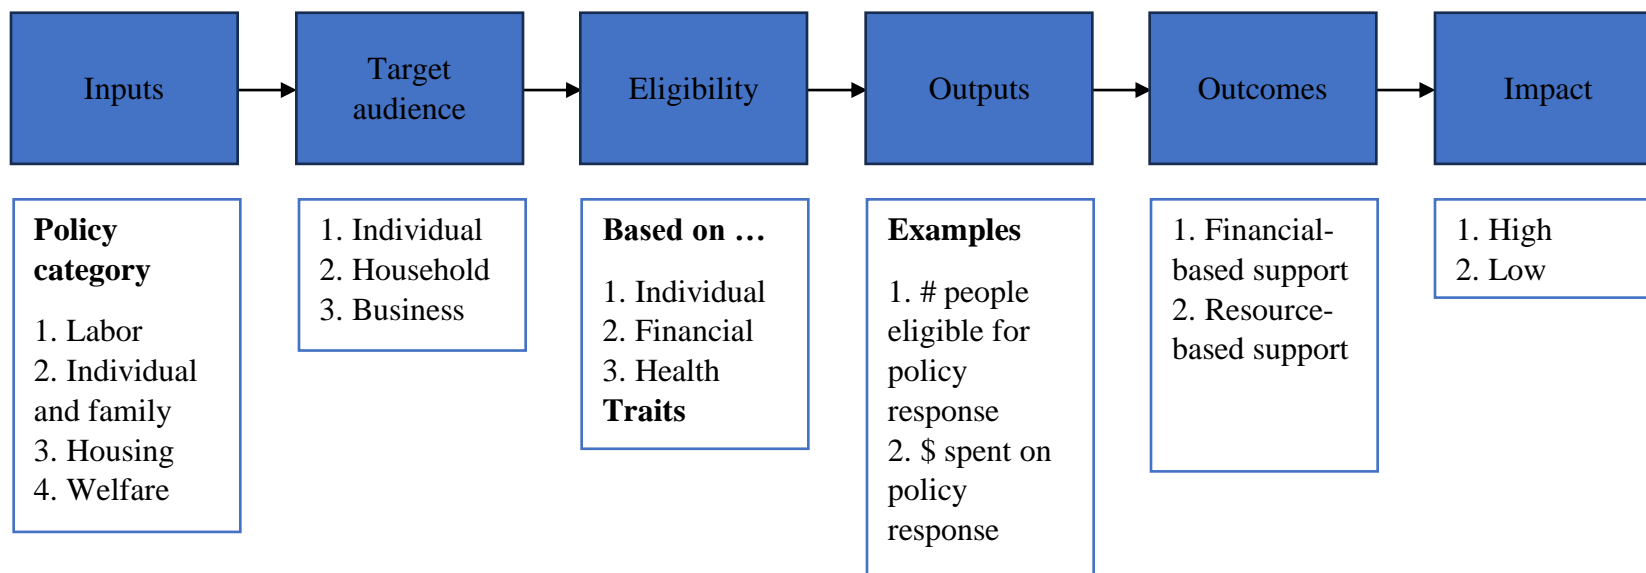 Inputs
Target
audience
Eligibility
Outputs
Outcomes
Impact
Policy
category
1. Labor
2. Individual
and family
3. Housing
4. Welfare
1. Individual
2. Household
3. Business
Based on …
1. Individual
2. Financial
3. Health
Traits
Examples
1. # people
eligible for
policy
response
2. $ spent on
policy
response
1. Financial-
based support
2. Resource-
based support
1. High
2. Low